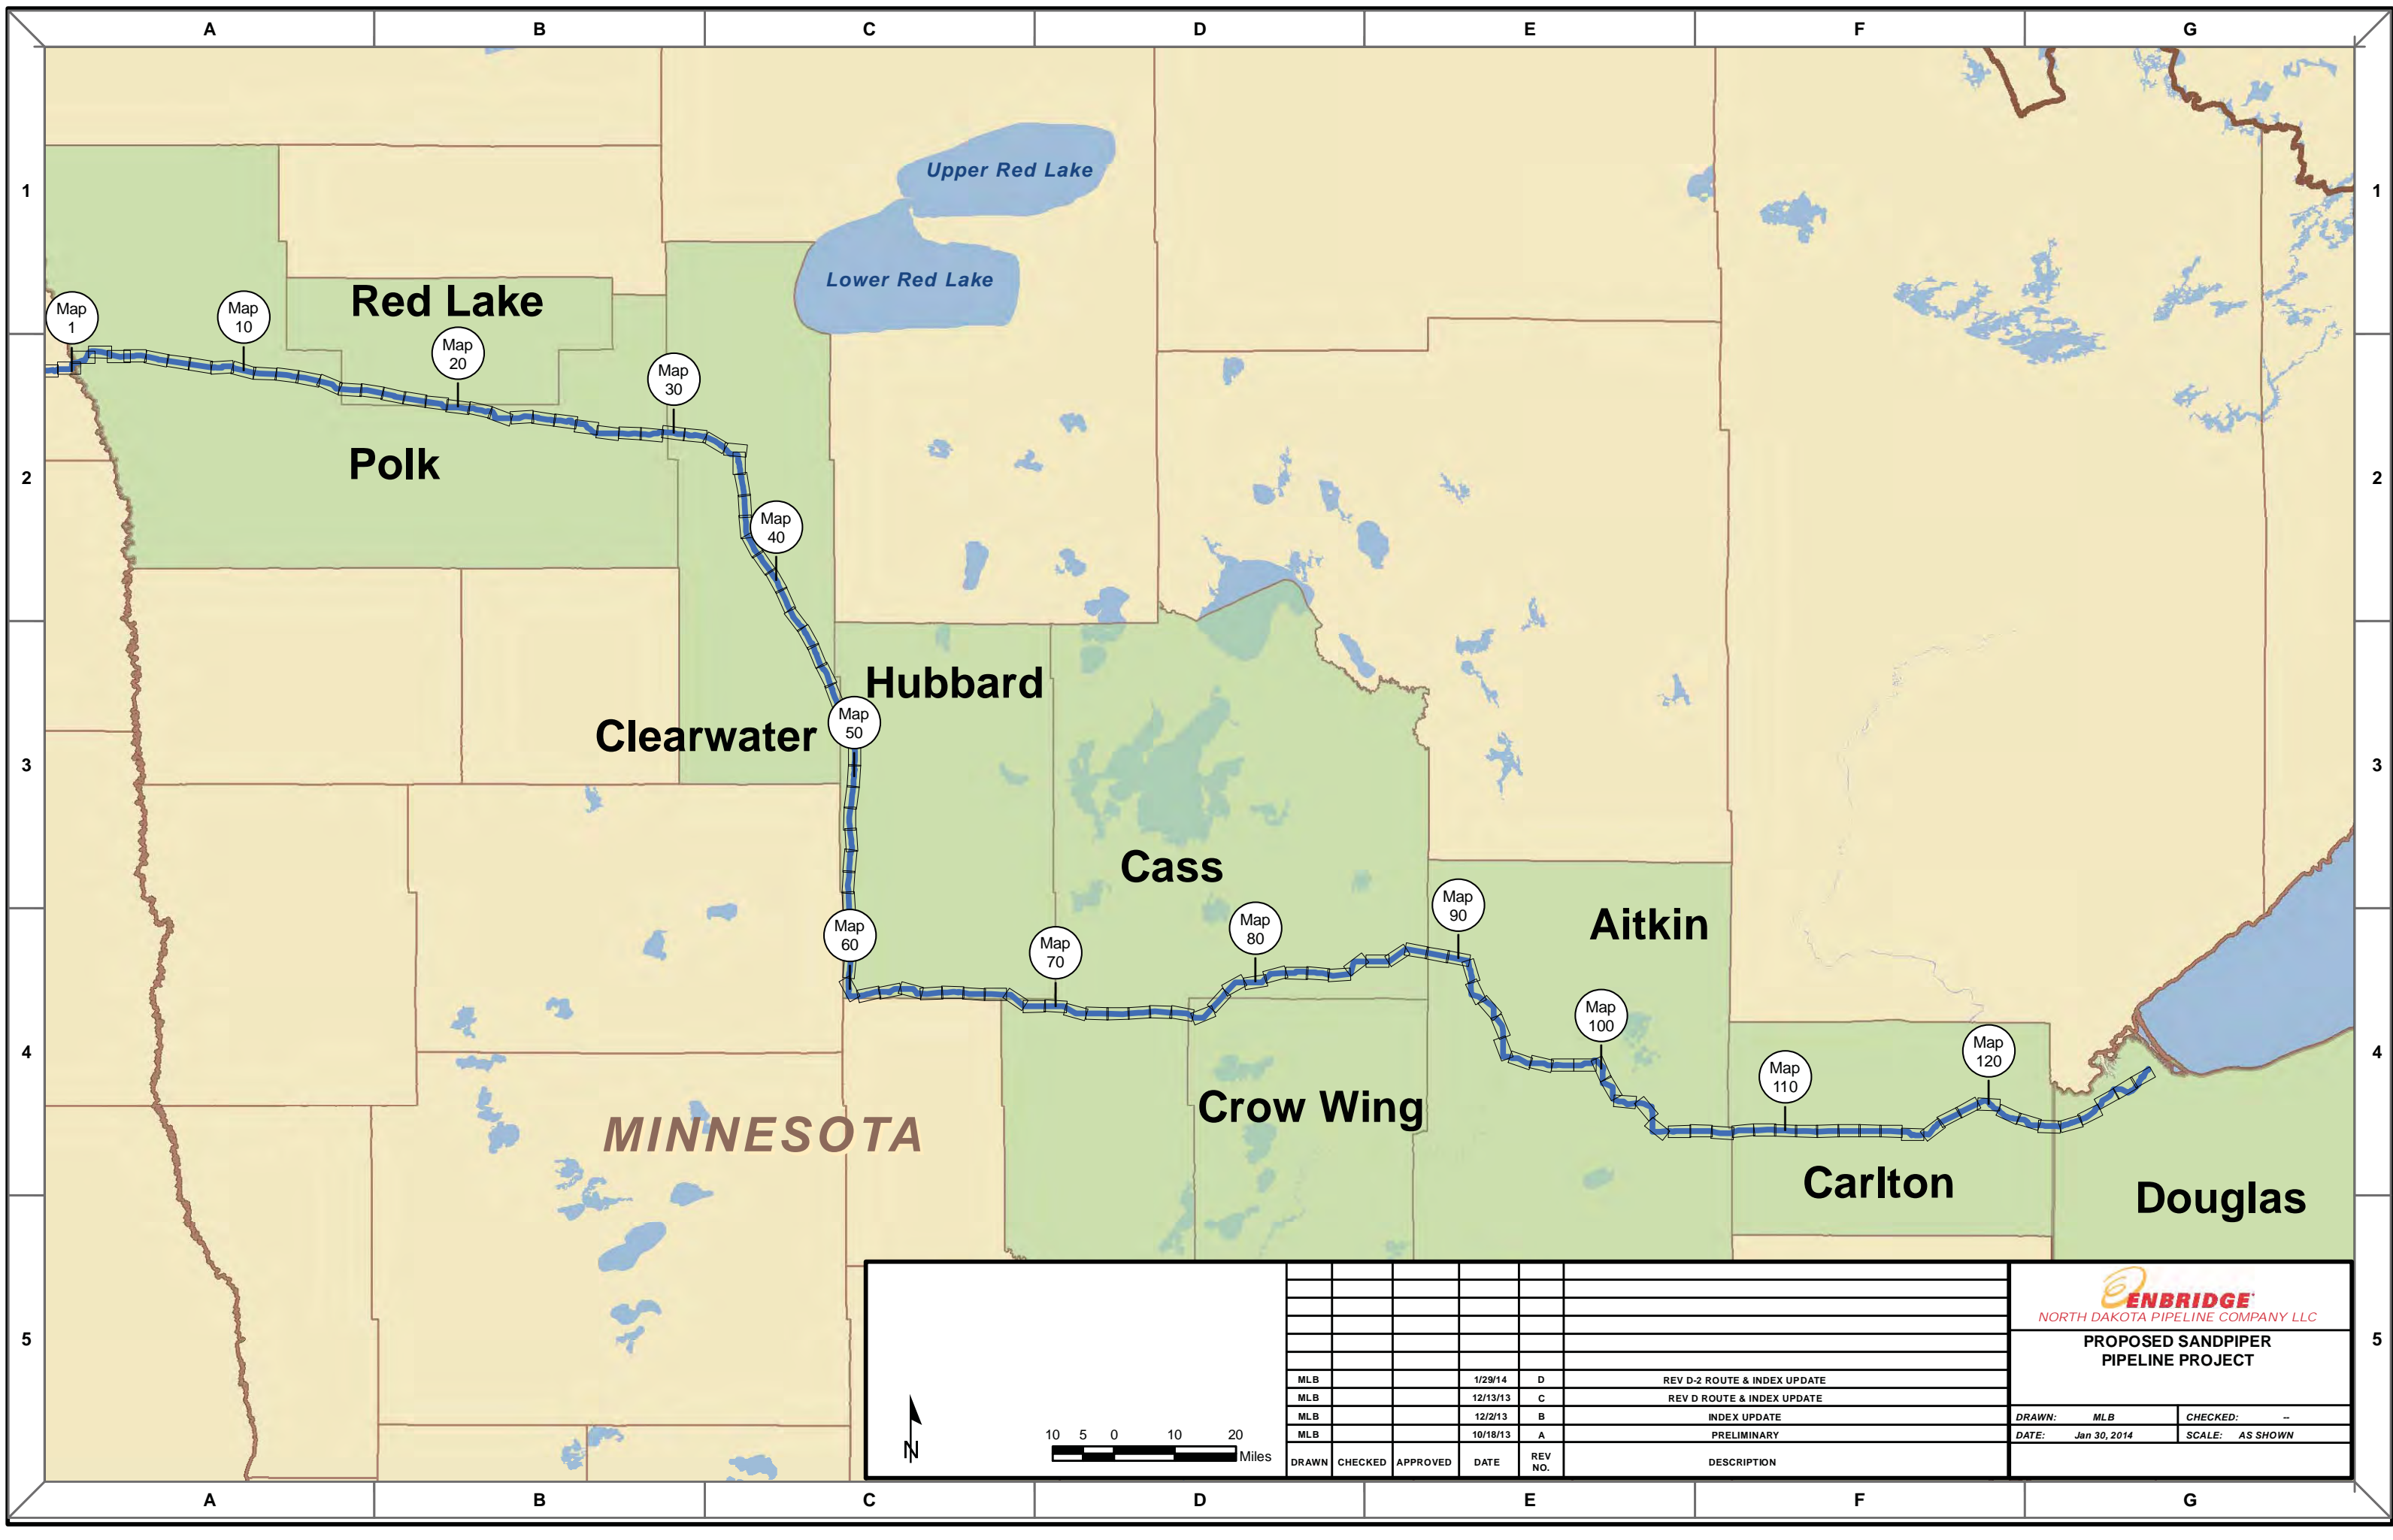 A B C D E F G
1 1
Upper Red Lake
Lower Red Lake
Red Lake
Map
1
Map
10
Map
20
Map
30
Polk
2 2
Map
40
Hubbard
Clearwater
Map
50
3 3
Cass
Aitkin
Map
60
Map
70
Map
80
Map
90
Map
100
Map
110
Map
120
4 4
Crow Wing
MINNESOTA
Carlton
Douglas
5 5
N
10 5 0 10 20
Miles
MLB 1/29/14 D REV D-2 ROUTE & INDEX UPDATE
MLB 12/13/13 C REV D ROUTE & INDEX UPDATE
MLB 12/2/13 B INDEX UPDATE
MLB 10/18/13 A PRELIMINARY
DRAWN CHECKED APPROVED DATE REV NO. DESCRIPTION
ENBRIDGE
NORTH DAKOTA PIPELINE COMPANY LLC
PROPOSED SANDPIPER
PIPELINE PROJECT
DRAWN: MLB CHECKED: --
DATE: Jan 30, 2014 SCALE: AS SHOWN
A B C D E F G